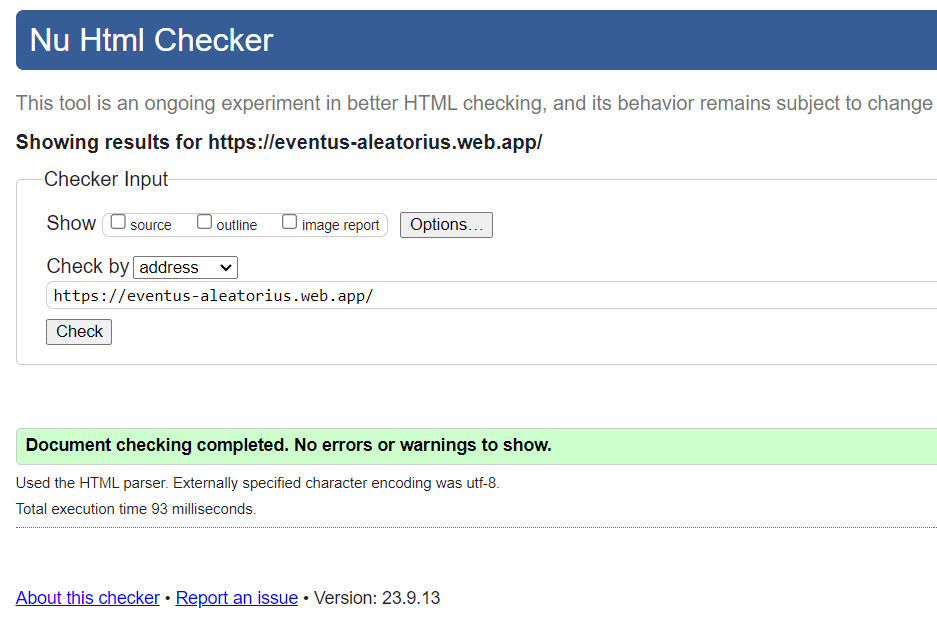 Nu Html Checker
This tool is an ongoing experiment in better HTML checking, and its behavior remains subject to change
Showing results for https://eventus-aleatorius.web.app/
Checker Input
Show source outline image report Options…
Check by address
https://eventus-aleatorius.web.app/
Check
Document checking completed. No errors or warnings to show.
Used the HTML parser. Externally specified character encoding was utf-8.
Total execution time 93 milliseconds.
About this checker • Report an issue • Version: 23.9.13